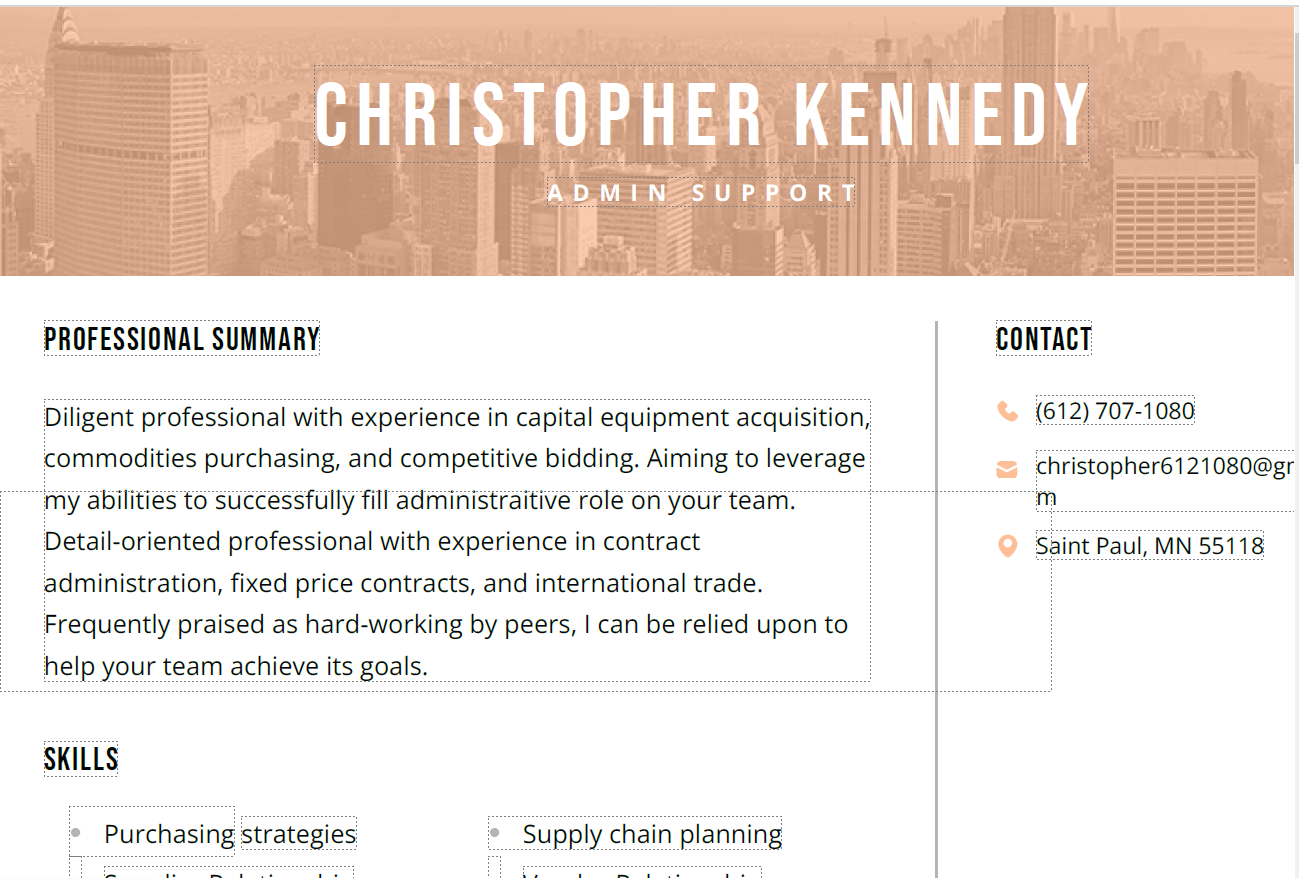 CHRISTOPHER KENNEDY
ADMIN SUPPORT
PROFESSIONAL SUMMARY
Diligent professional with experience in capital equipment acquisition,
commodities purchasing, and competitive bidding. Aiming to leverage
my abilities to successfully fill administraitive role on your team.
Detail-oriented professional with experience in contract
administration, fixed price contracts, and international trade.
Frequently praised as hard-working by peers, I can be relied upon to
help your team achieve its goals.
SKILLS
Purchasing strategies
Supply chain planning
CONTACT
(612) 707-1080
m
Saint Paul, MN 55118